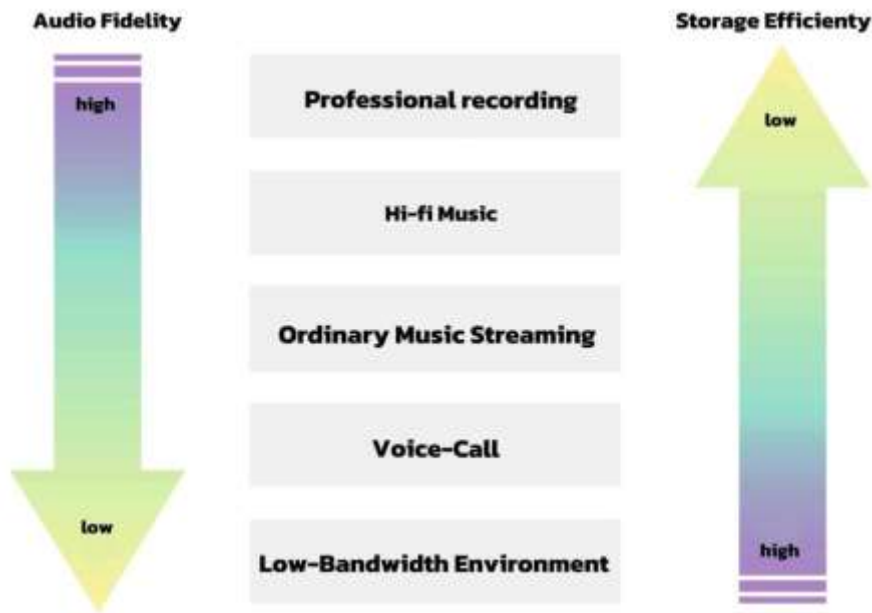 Audio Fidelity
Storage Efficienty
high
Professional recording
low
Hi-fi Music
Ordinary Music Streaming
Voice-Call
low
Low-Bandwidth Environment
high